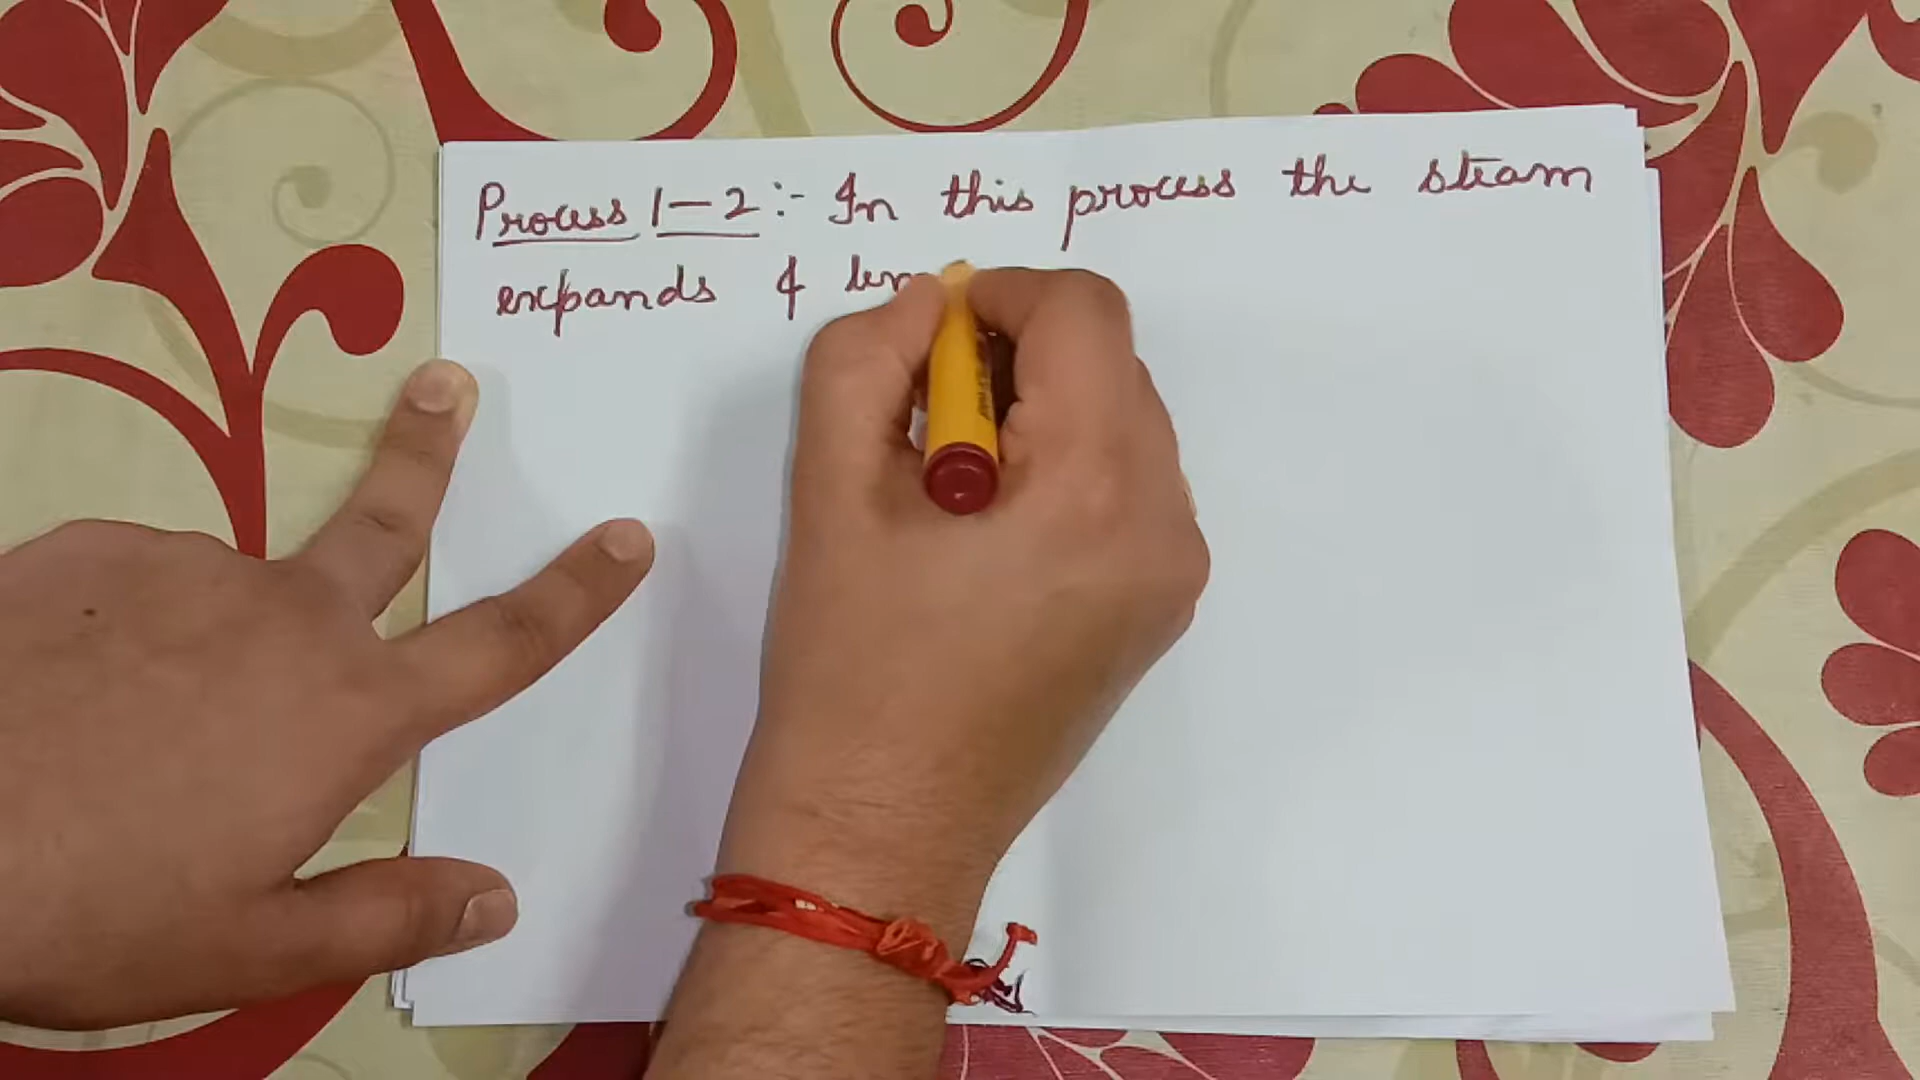 Process 1-2:- In this process the steam
expands &